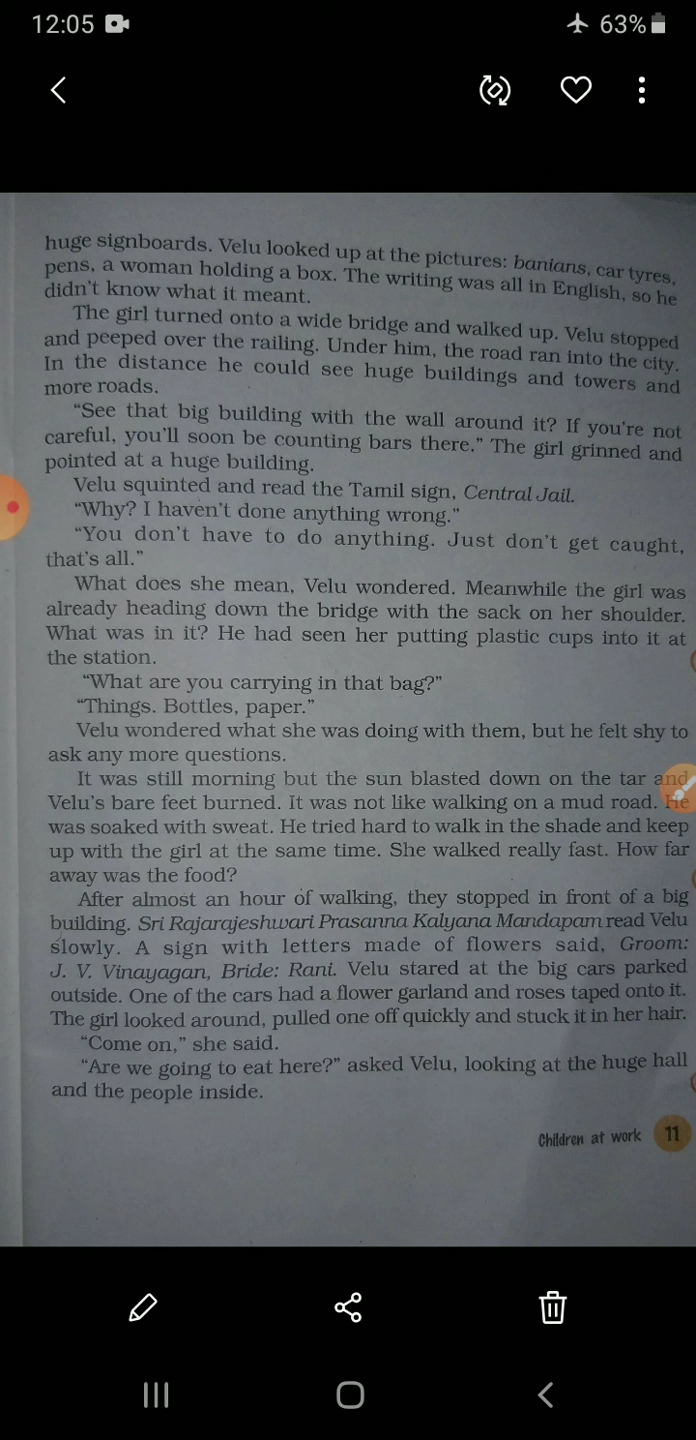 12:05
63%
huge signboards. Velu looked up at the pictures: banians, car tyres,
pens, a woman holding a box. The writing was all in English, so he
didn't know what it meant.
The girl turned onto a wide bridge and walked up. Velu stopped
and peeped over the railing. Under him, the road ran into the city.
In the distance he could see huge buildings and towers and
more roads.
“See that big building with the wall around it? If you're not
careful, you'll soon be counting bars there.” The girl grinned and
pointed at a huge building.
Velu squinted and read the Tamil sign, Central Jail.
“Why? I haven't done anything wrong.”
“You don't have to do anything. Just don't get caught,
that's all.”
What does she mean, Velu wondered. Meanwhile the girl was
already heading down the bridge with the sack on her shoulder.
What was in it? He had seen her putting plastic cups into it at
the station.
“What are you carrying in that bag?”
“Things. Bottles, paper.”
Velu wondered what she was doing with them, but he felt shy to
ask any more questions.
It was still morning but the sun blasted down on the tar and
Velu's bare feet burned. It was not like walking on a mud road. He
was soaked with sweat. He tried hard to walk in the shade and keep
up with the girl at the same time. She walked really fast. How far
away was the food?
After almost an hour of walking, they stopped in front of a big
building. Sri Rajarajeshwari Prasanna Kalyana Mandapam read Velu
slowly. A sign with letters made of flowers said, Groom:
J. V. Vinayagan, Bride: Rani. Velu stared at the big cars parked
outside. One of the cars had a flower garland and roses taped onto it.
The girl looked around, pulled one off quickly and stuck it in her hair.
“Come on,” she said.
“Are we going to eat here?” asked Velu, looking at the huge hall
and the people inside.
Children at work 11